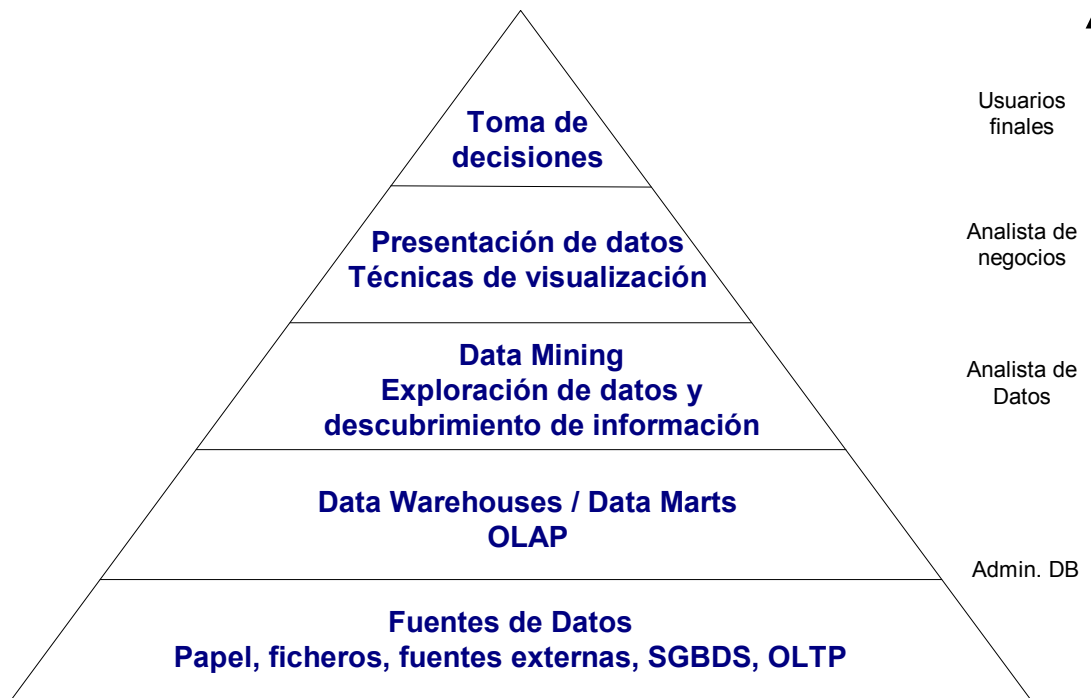 Toma de
decisiones
Usuarios
finales
Presentación de datos
Técnicas de visualización
Analista de
negocios
Data Mining
Exploración de datos y
descubrimiento de información
Analista de
Datos
Data Warehouses / Data Marts
OLAP
Admin. DB
Fuentes de Datos
Papel, ficheros, fuentes externas, SGBDS, OLTP